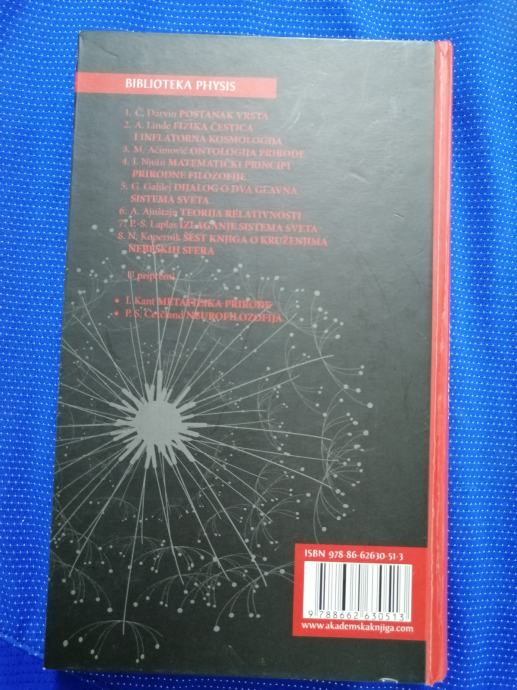 BIBLIOTEKA PHYSIS
1. Č. Darvin POSTANAK VRSTA
2. A. Linde FIZIKA ČESTICA
I INFLATORNA KOSMOLOGIJA
3. M. Aćimović ONTOLOGIJA PRIRODE
4. I. Njutn MATEMATIČKI PRINCIPI
PRIRODNE FILOZOFIJE
5. G. Galilej DIJALOG O DVA GLAVNA
SISTEMA SVETA
6. A. Ajnštajn TEORIJA RELATIVNOSTI
7. P.-S. Laplas IZLAGANJE SISTEMA SVETA
8. N. Kopernik ŠEST KNJIGA O KRUŽENJIMA
NEBESKIH SFERA
U pripremi
• I. Kant METAFIZIKA PRIRODE
• P. S. Čerčlend NEUROFILOZOFIJA
ISBN 978-86-62630-51-3
9 788662 630513
www.akademskaknjiga.com